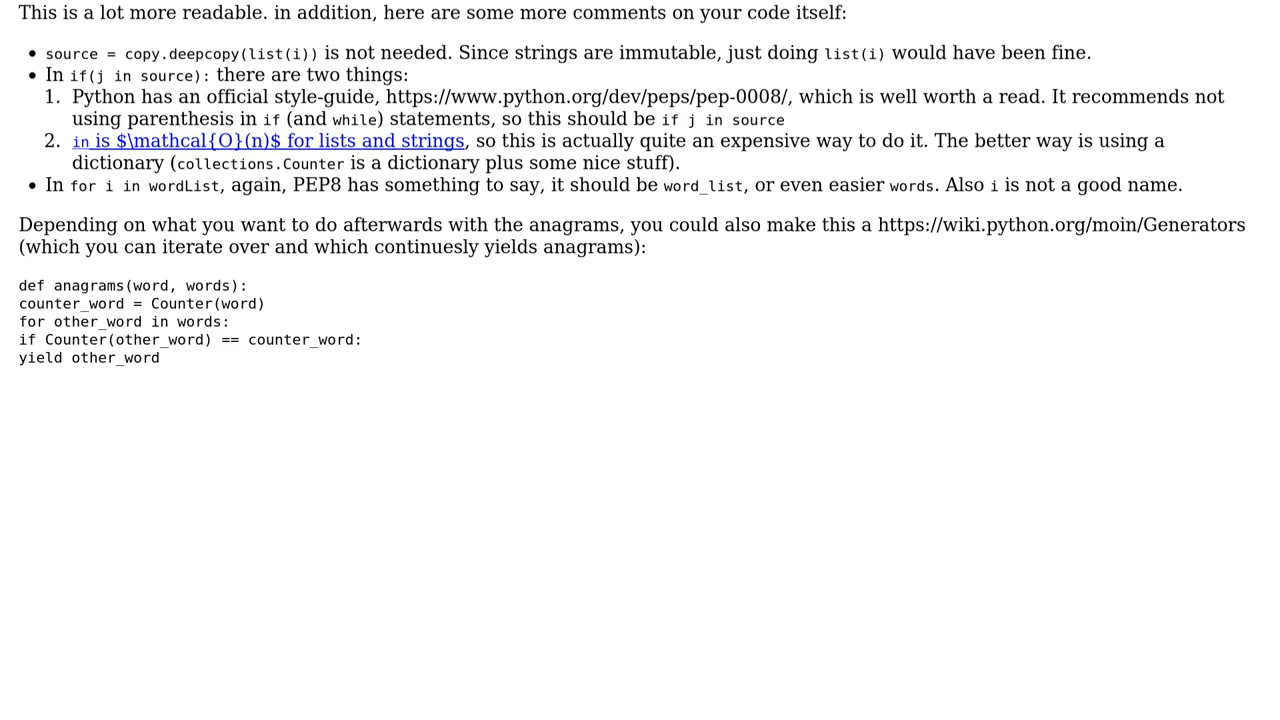 This is a lot more readable. in addition, here are some more comments on your code itself:
• source = copy.deepcopy(list(i)) is not needed. Since strings are immutable, just doing list(i) would have been fine.
• In if(j in source): there are two things:
1. Python has an official style-guide, https://www.python.org/dev/peps/pep-0008/, which is well worth a read. It recommends not
using parenthesis in if (and while) statements, so this should be if j in source
2. in is $\mathcal{O}(n)$ for lists and strings, so this is actually quite an expensive way to do it. The better way is using a
dictionary (collections.Counter is a dictionary plus some nice stuff).
• In for i in wordList, again, PEP8 has something to say, it should be word_list, or even easier words. Also i is not a good name.
Depending on what you want to do afterwards with the anagrams, you could also make this a https://wiki.python.org/moin/Generators
(which you can iterate over and which continuesly yields anagrams):
def anagrams(word, words):
counter_word = Counter(word)
for other_word in words:
if Counter(other_word) == counter_word:
yield other_word